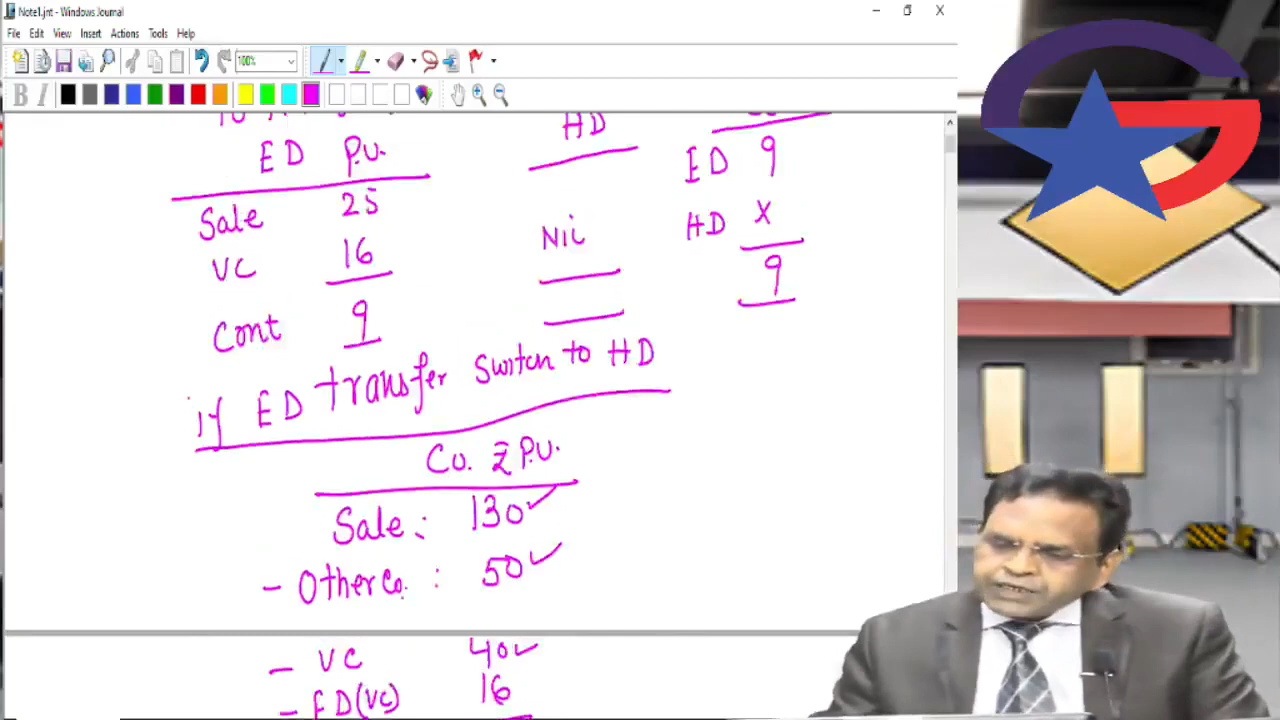 Note1.jnt - Windows Journal
File Edit View Insert Actions Tools Help
100%
B I
HD
ED P.U.
ED 9
Sale 25
HD X
VC 16
Nil
9
Cont 9
if ED transfer Switch to HD
Co. ₹ P.U.
Sale : 130 ✓
- Other Co. : 50 ✓
- VC 40 ✓
- ED (VC) 16